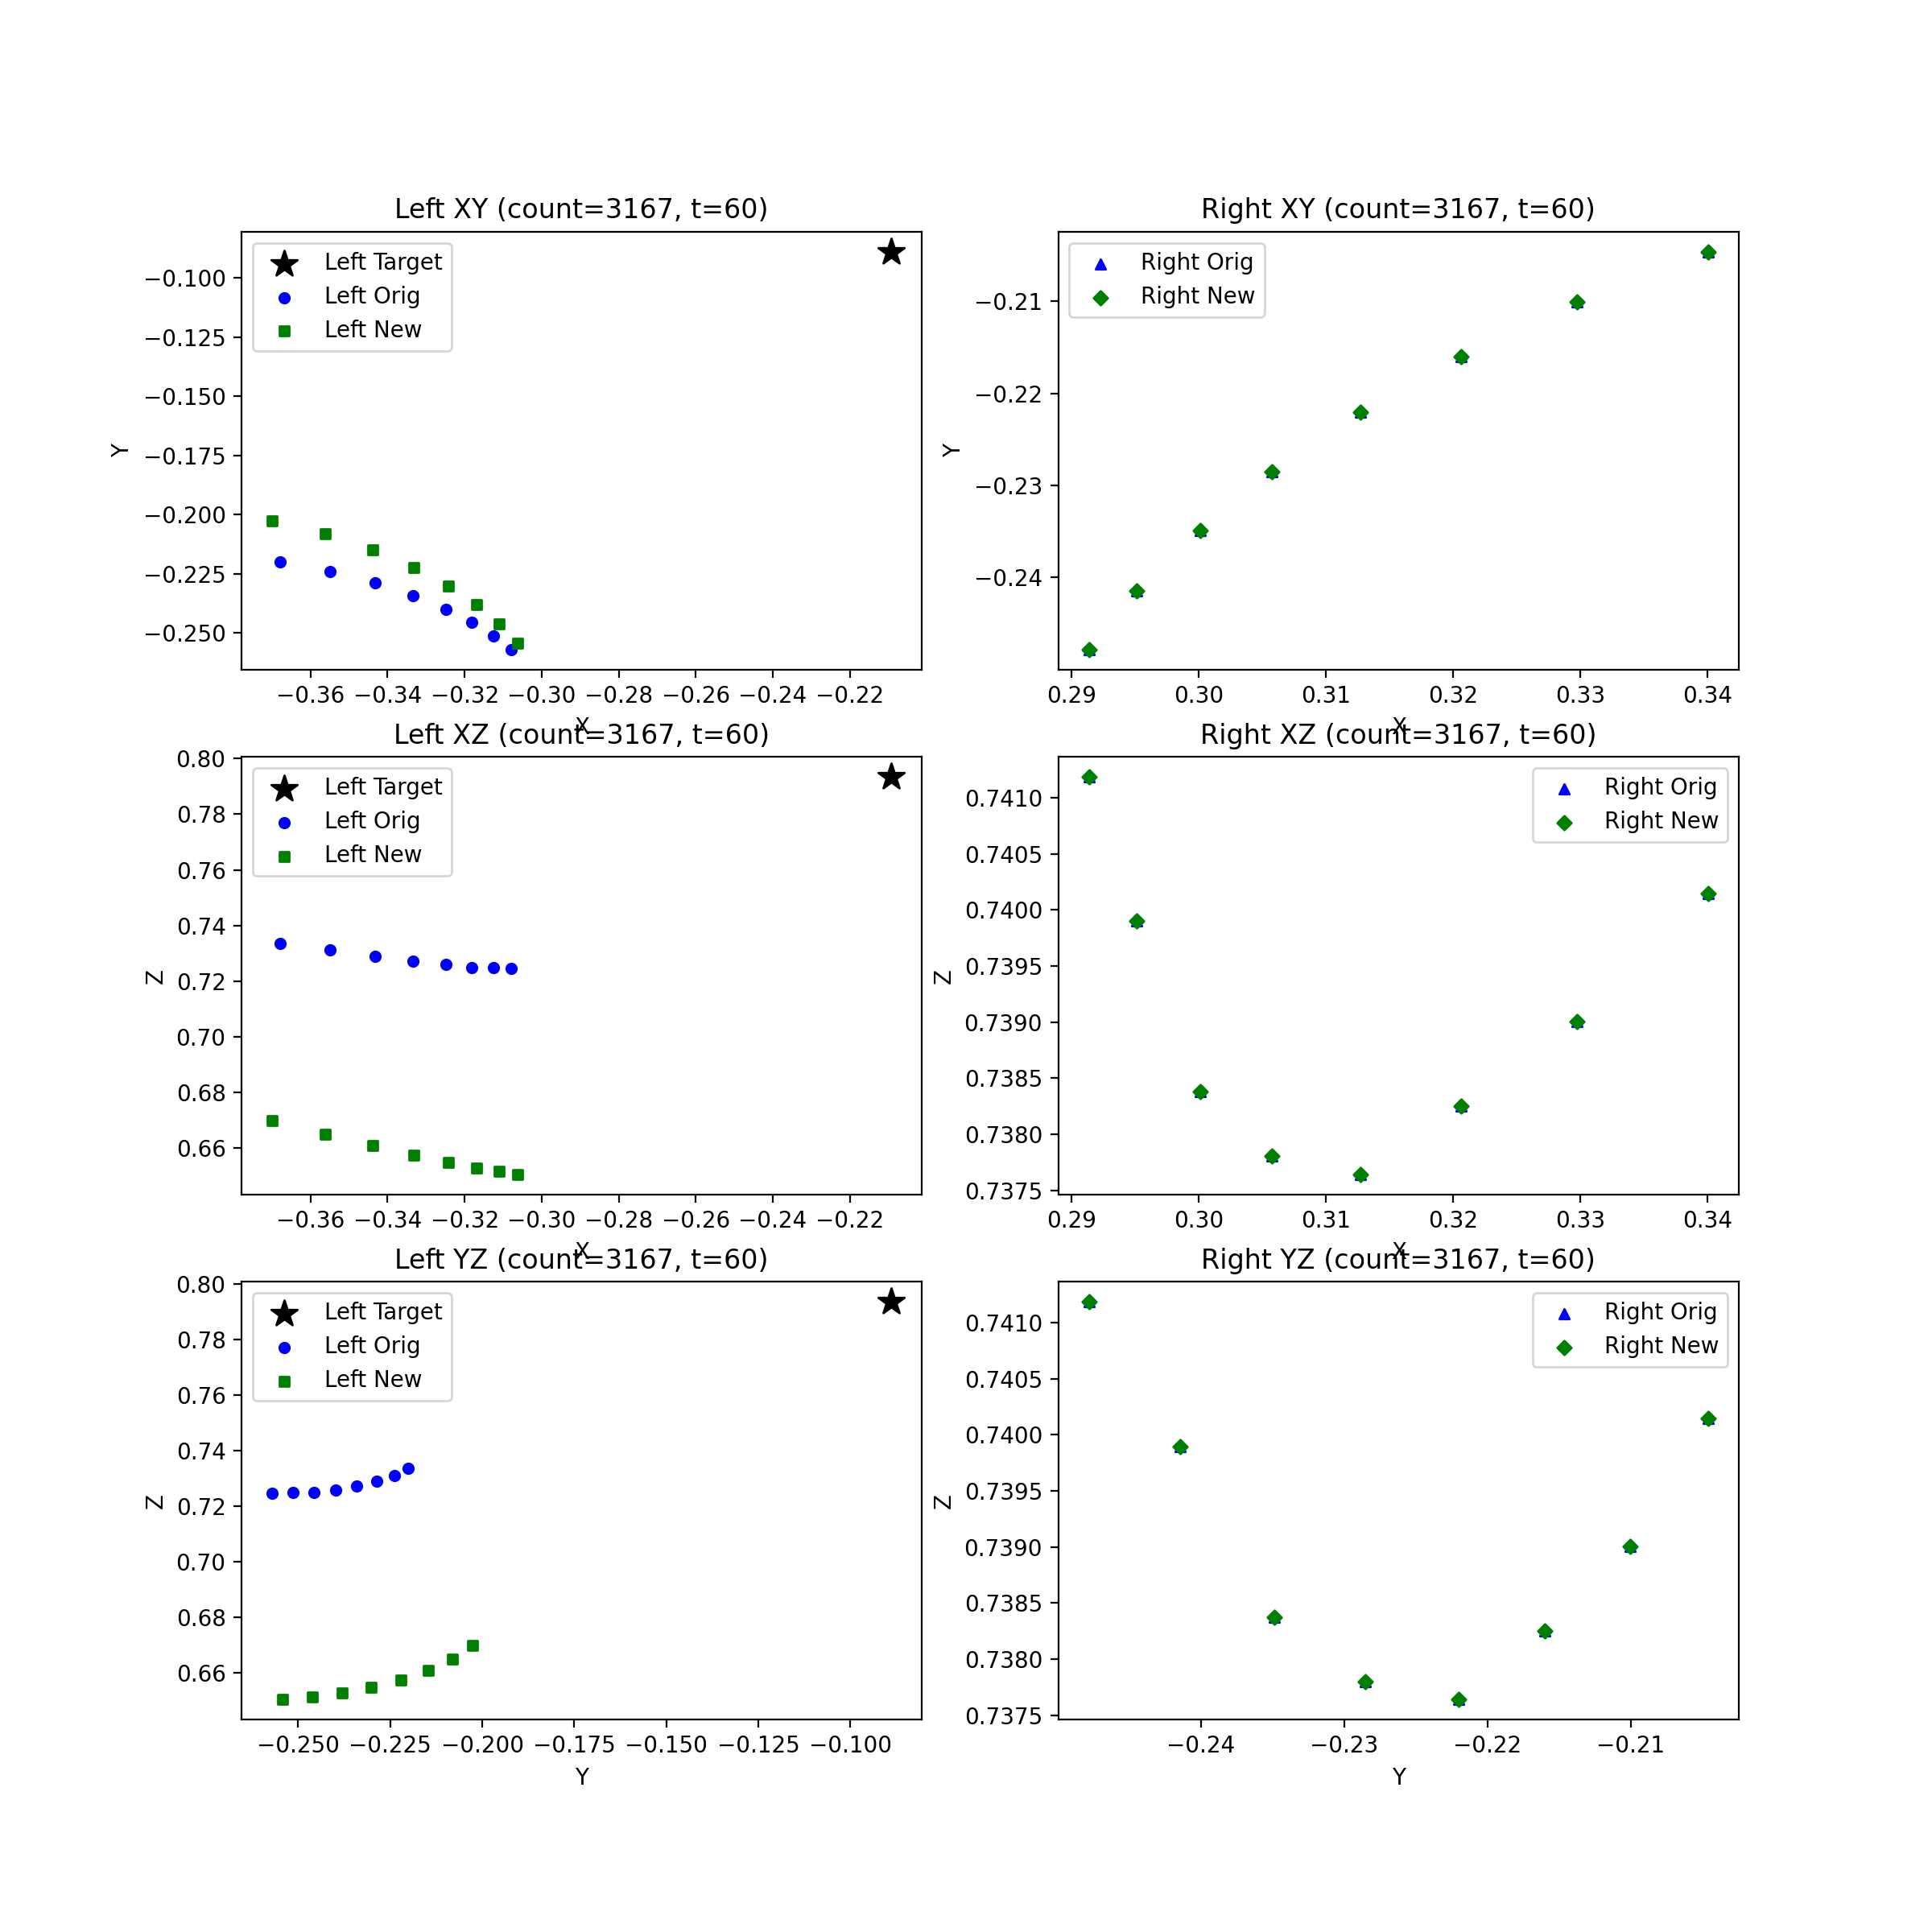 Left XY (count=3167, t=60)
Left Target
Left Orig
Left New
−0.100
−0.125
−0.150
−0.175
−0.200
−0.225
−0.250
Y
−0.36 −0.34 −0.32 −0.30 −0.28 −0.26 −0.24 −0.22
X
Right XY (count=3167, t=60)
Right Orig
Right New
−0.21
−0.22
−0.23
−0.24
Y
0.29 0.30 0.31 0.32 0.33 0.34
X
Left XZ (count=3167, t=60)
Left Target
Left Orig
Left New
0.80
0.78
0.76
0.74
0.72
0.70
0.68
0.66
Z
−0.36 −0.34 −0.32 −0.30 −0.28 −0.26 −0.24 −0.22
X
Right XZ (count=3167, t=60)
Right Orig
Right New
0.7410
0.7405
0.7400
0.7395
0.7390
0.7385
0.7380
0.7375
Z
0.29 0.30 0.31 0.32 0.33 0.34
X
Left YZ (count=3167, t=60)
Left Target
Left Orig
Left New
0.80
0.78
0.76
0.74
0.72
0.70
0.68
0.66
Z
−0.250 −0.225 −0.200 −0.175 −0.150 −0.125 −0.100
Y
Right YZ (count=3167, t=60)
Right Orig
Right New
0.7410
0.7405
0.7400
0.7395
0.7390
0.7385
0.7380
0.7375
Z
−0.24 −0.23 −0.22 −0.21
Y